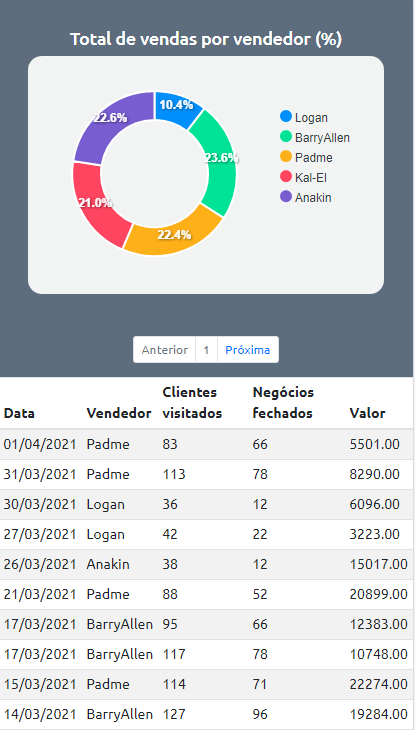 Total de vendas por vendedor (%)
22.6% 10.4%
23.6%
21.0%
22.4%
Logan
BarryAllen
Padme
Kal-El
Anakin
Anterior 1 Próxima
Data Vendedor Clientes visitados Negócios fechados Valor
01/04/2021 Padme 83 66 5501.00
31/03/2021 Padme 113 78 8290.00
30/03/2021 Logan 36 12 6096.00
27/03/2021 Logan 42 22 3223.00
26/03/2021 Anakin 38 12 15017.00
21/03/2021 Padme 88 52 20899.00
17/03/2021 BarryAllen 95 66 12383.00
17/03/2021 BarryAllen 117 78 10748.00
15/03/2021 Padme 114 71 22274.00
14/03/2021 BarryAllen 127 96 19284.00